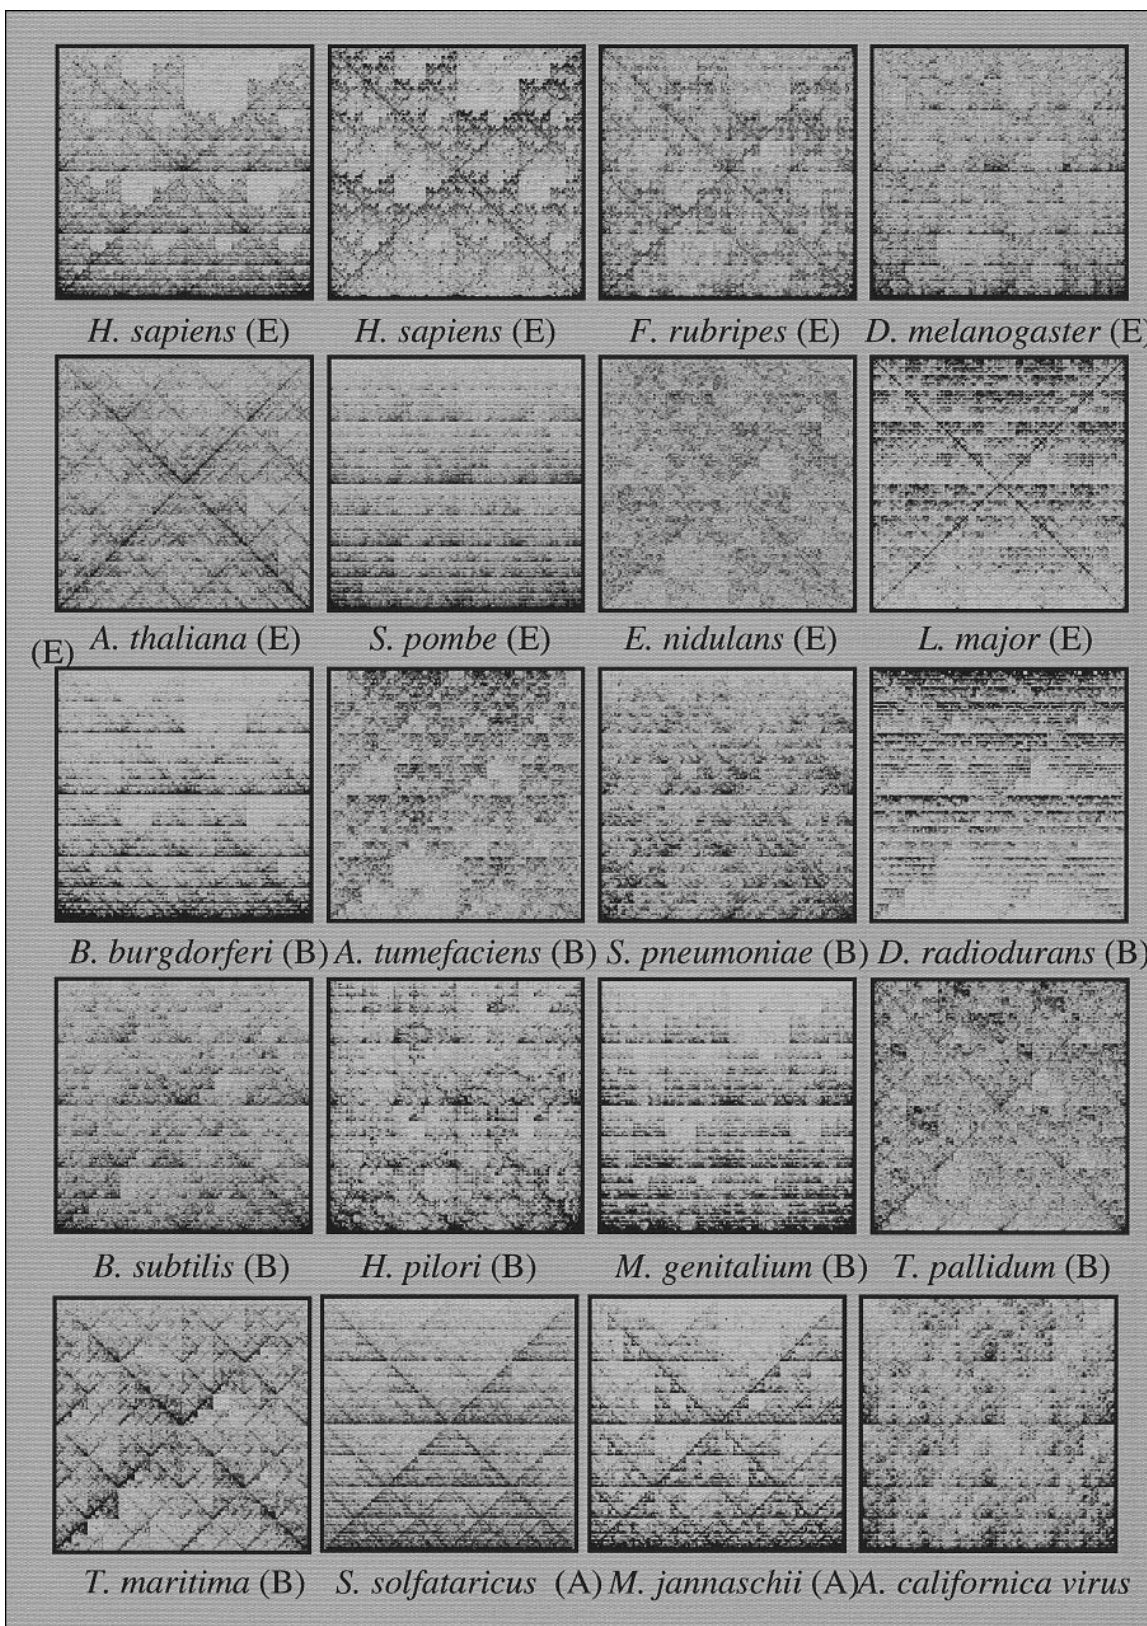 H. sapiens (E) H. sapiens (E) F. rubripes (E) D. melanogaster (E)
A. thaliana (E) S. pombe (E) E. nidulans (E) L. major (E)
(E)
B. burgdorferi (B) A. tumefaciens (B) S. pneumoniae (B) D. radiodurans (B)
B. subtilis (B) H. pilori (B) M. genitalium (B) T. pallidum (B)
T. maritima (B) S. solfataricus (A) M. jannaschii (A) A. californica virus